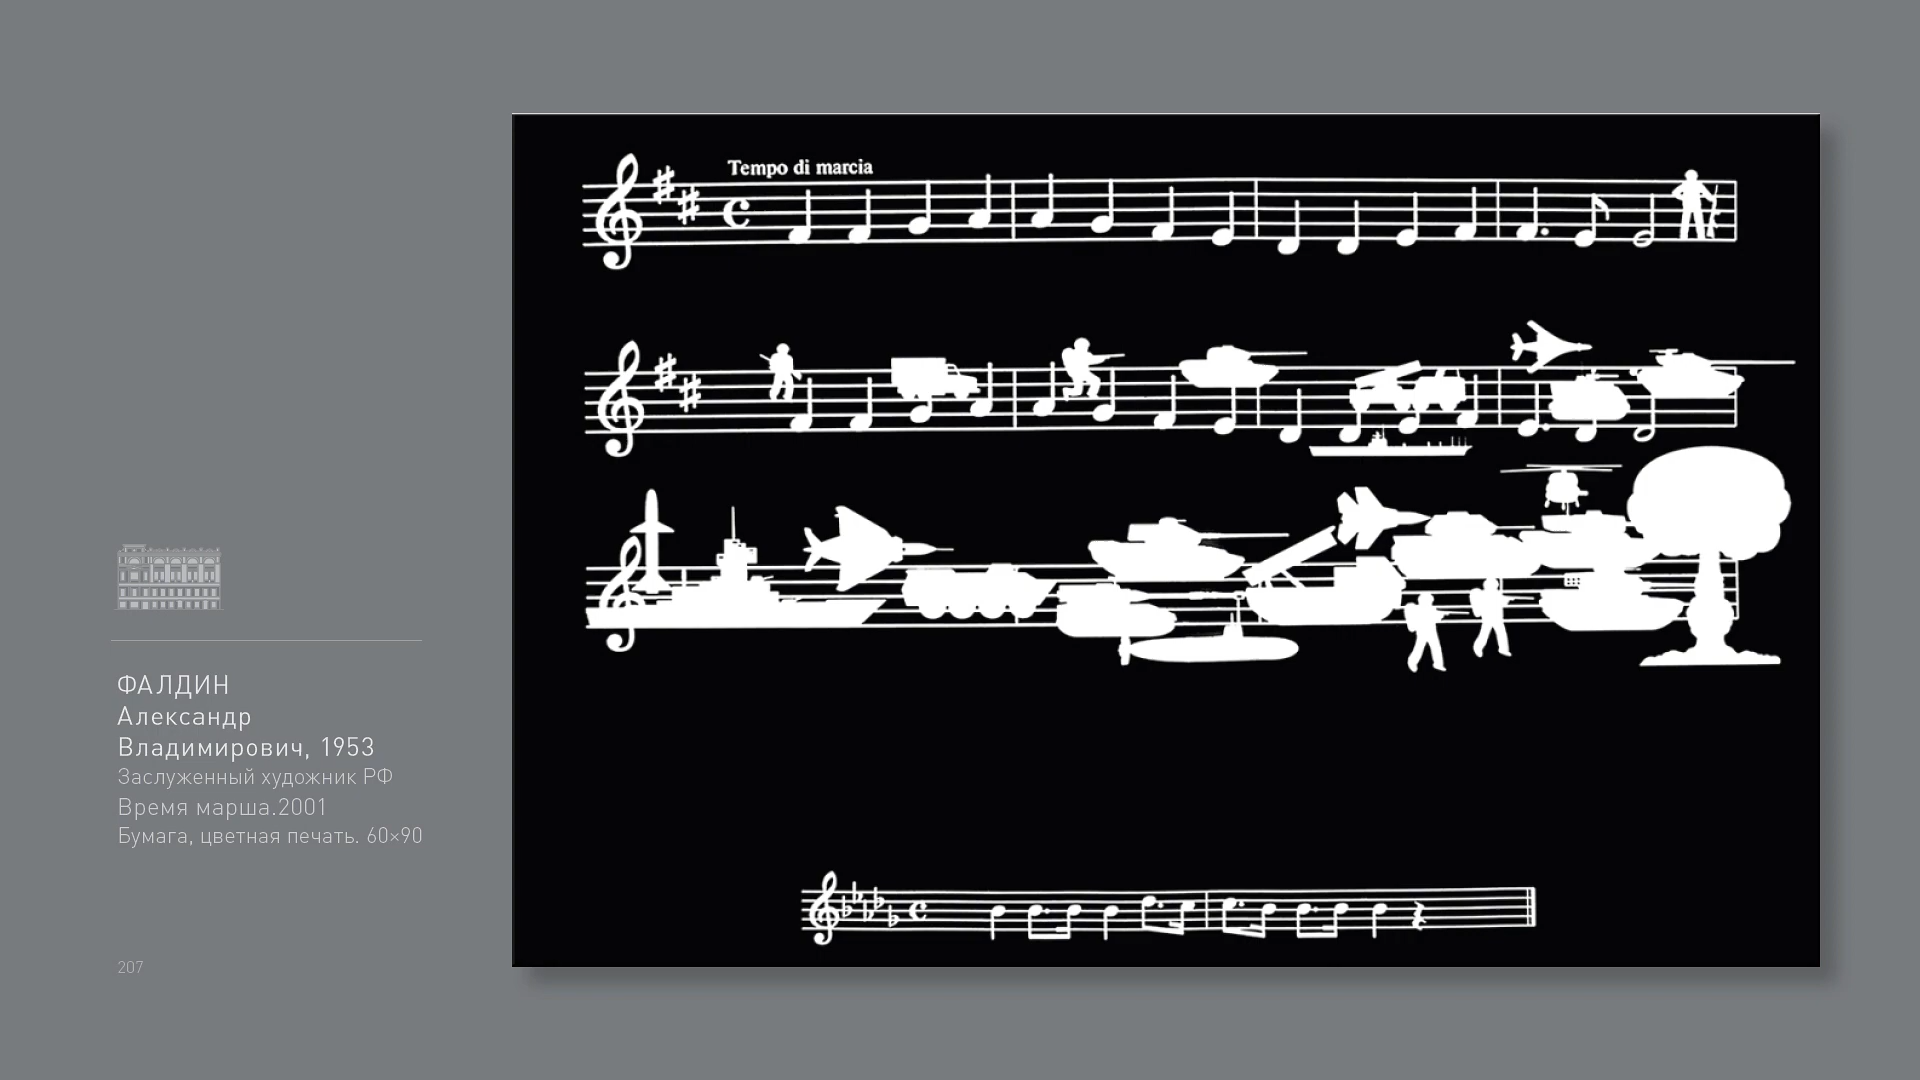 Tempo di marcia
ФАЛДИН
Александр
Владимирович, 1953
Заслуженный художник РФ
Время марша.2001
Бумага, цветная печать. 60×90
207